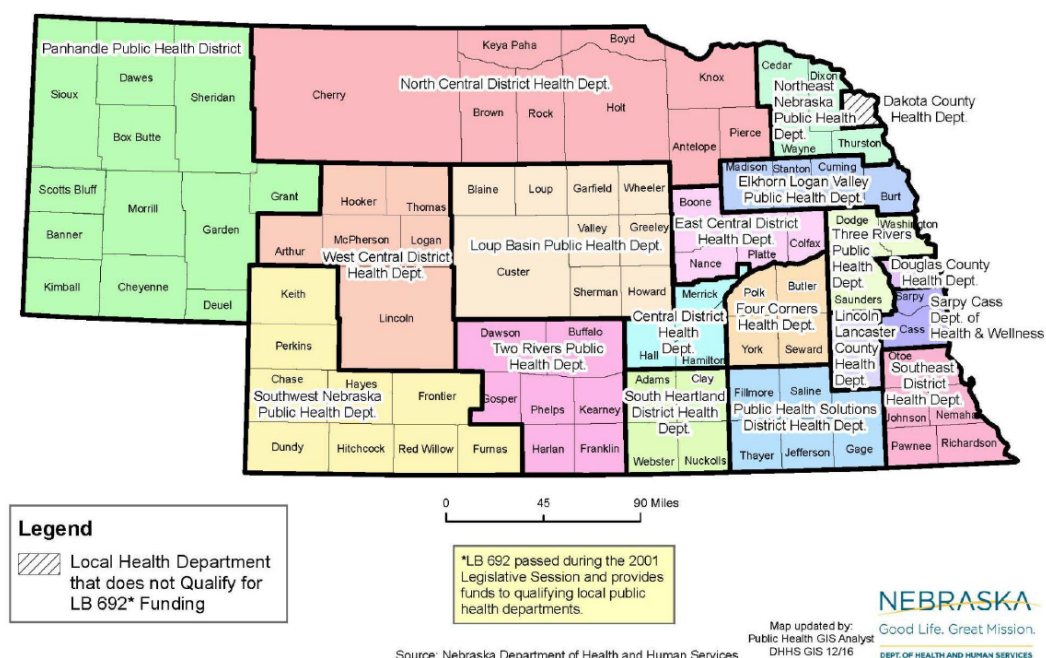 Panhandle Public Health District
Sioux
Dawes
Sheridan
Box Butte
Scotts Bluff
Morrill
Banner
Garden
Kimball
Cheyenne
Deuel
Grant
North Central District Health Dept.
Cherry
Keya Paha
Boyd
Brown
Rock
Holt
Knox
Antelope
Pierce
Cedar
Dixon
Northeast
Nebraska
Public Health
Dept.
Wayne
Thurston
Dakota County
Health Dept.
Madison
Stanton
Cuming
Elkhorn Logan Valley
Public Health Dept.
Burt
Hooker
Thomas
Arthur
McPherson
Logan
West Central District
Health Dept.
Lincoln
Blaine
Loup
Garfield
Wheeler
Valley
Greeley
Loup Basin Public Health Dept.
Custer
Sherman
Howard
Boone
East Central District
Health Dept.
Platte
Colfax
Nance
Dodge
Washington
Three Rivers
Public
Health
Dept.
Saunders
Douglas County
Health Dept.
Sarpy
Cass
Sarpy Cass
Dept. of
Health & Wellness
Lincoln
Lancaster
County
Health
Dept.
Keith
Perkins
Chase
Hayes
Frontier
Southwest Nebraska
Public Health Dept.
Dundy
Hitchcock
Red Willow
Furnas
Dawson
Buffalo
Two Rivers Public
Health Dept.
Gosper
Phelps
Kearney
Harlan
Franklin
Merrick
Central District
Health
Dept.
Hall
Hamilton
Polk
Butler
Four Corners
Health Dept.
York
Seward
Adams
Clay
South Heartland
District Health
Dept.
Webster
Nuckolls
Fillmore
Saline
Public Health Solutions
District Health Dept.
Thayer
Jefferson
Gage
Otoe
Southeast
District
Health Dept.
Johnson
Nemaha
Pawnee
Richardson
0 45 90 Miles
Legend
Local Health Department
that does not Qualify for
LB 692* Funding
*LB 692 passed during the 2001
Legislative Session and provides
funds to qualifying local public
health departments.
Source: Nebraska Department of Health and Human Services
Map updated by:
Public Health GIS Analyst
DHHS GIS 12/16
NEBRASKA
Good Life. Great Mission.
DEPT. OF HEALTH AND HUMAN SERVICES